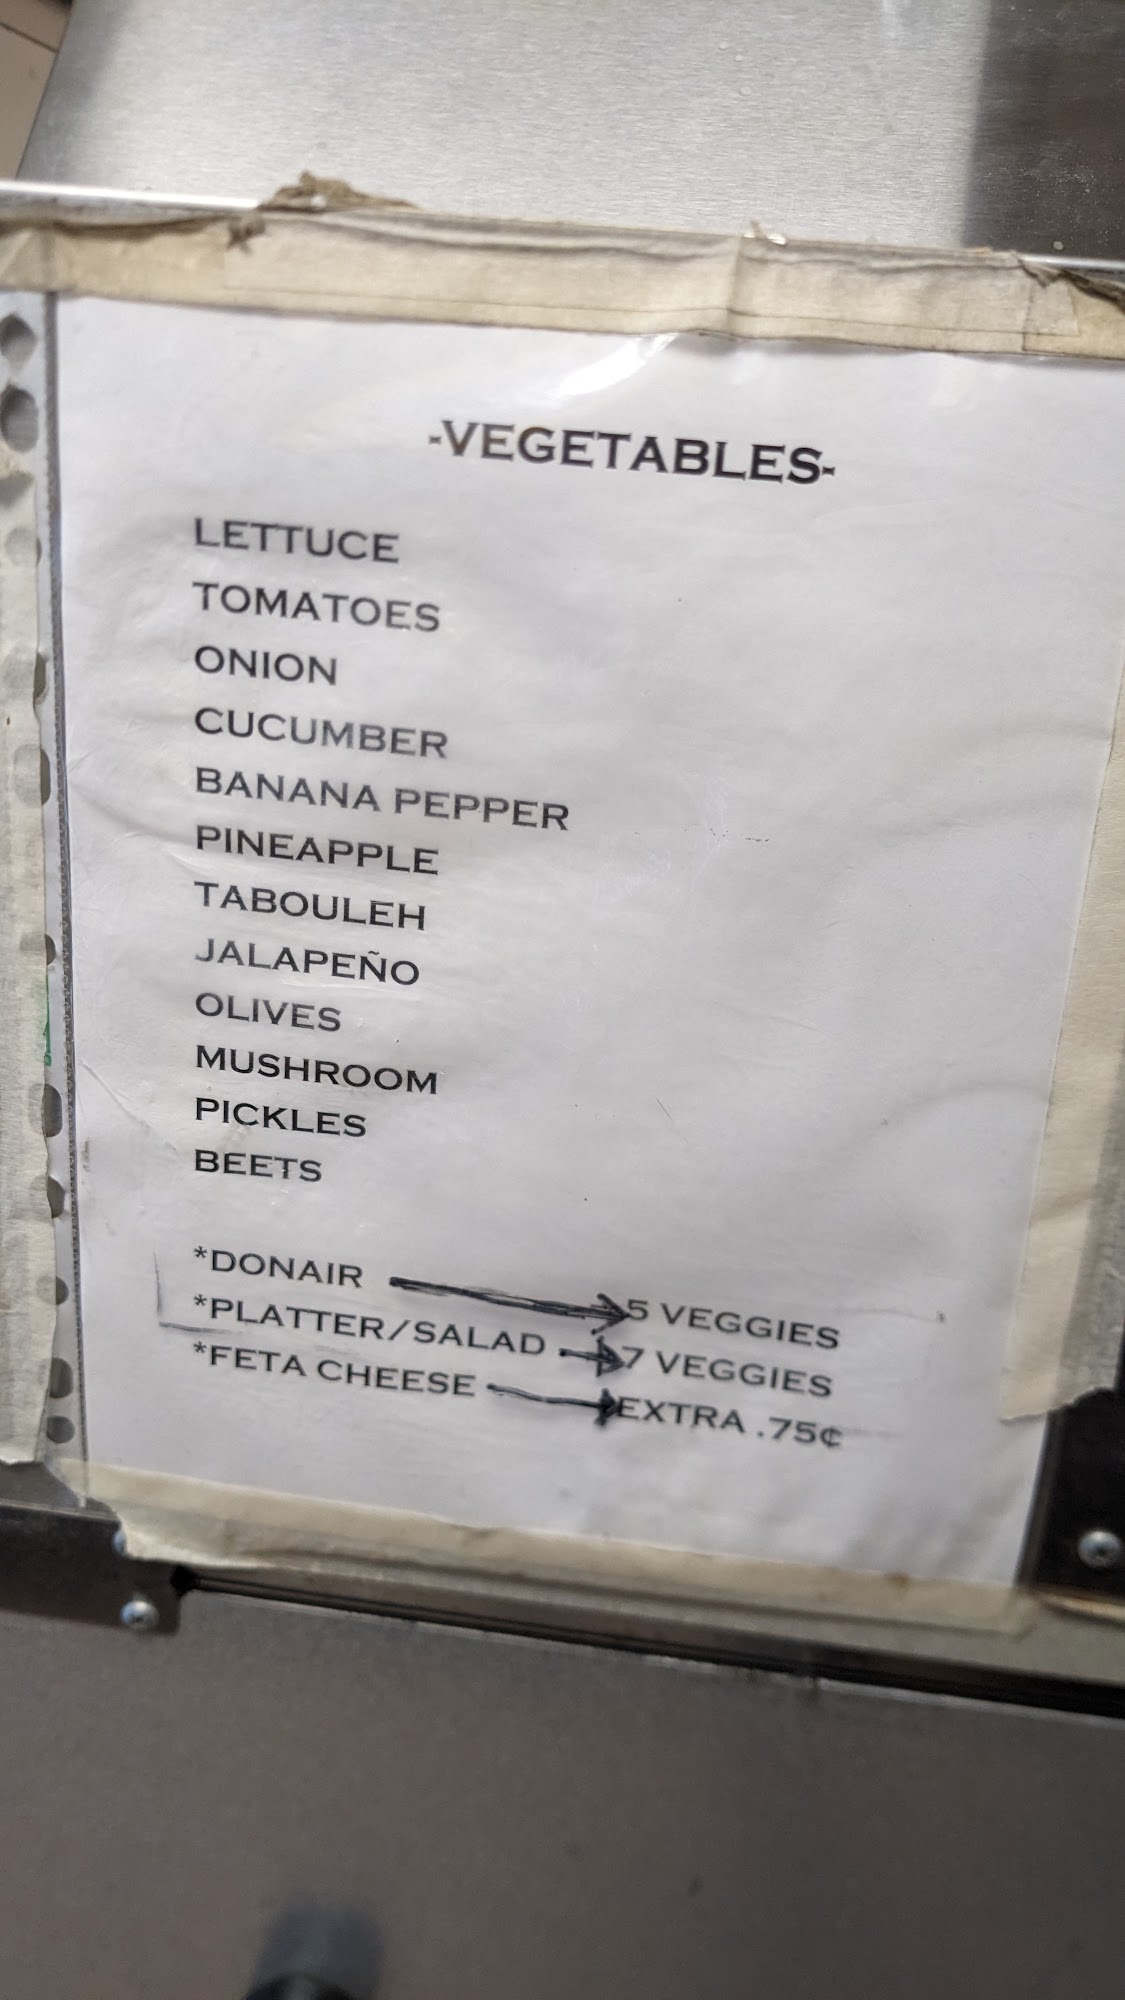 -VEGETABLES-
LETTUCE
TOMATOES
ONION
CUCUMBER
BANANA PEPPER
PINEAPPLE
TABOULEH
JALAPEÑO
OLIVES
MUSHROOM
PICKLES
BEETS
*DONAIR 5 VEGGIES
*PLATTER/SALAD 7 VEGGIES
*FETA CHEESE EXTRA .75¢